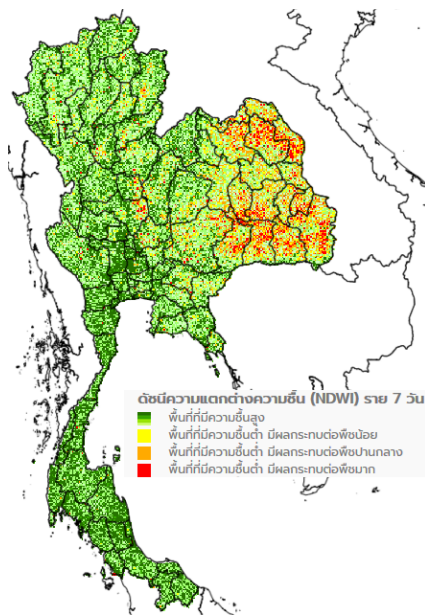 ดัชนีความแตกต่างความชื้น (NDWI) ราย 7 วัน
พื้นที่ที่มีความชื้นสูง
พื้นที่ที่มีความชื้นต่ำ มีผลกระทบต่อพืชน้อย
พื้นที่ที่มีความชื้นต่ำ มีผลกระทบต่อพืชปานกลาง
พื้นที่ที่มีความชื้นต่ำ มีผลกระทบต่อพืชมาก